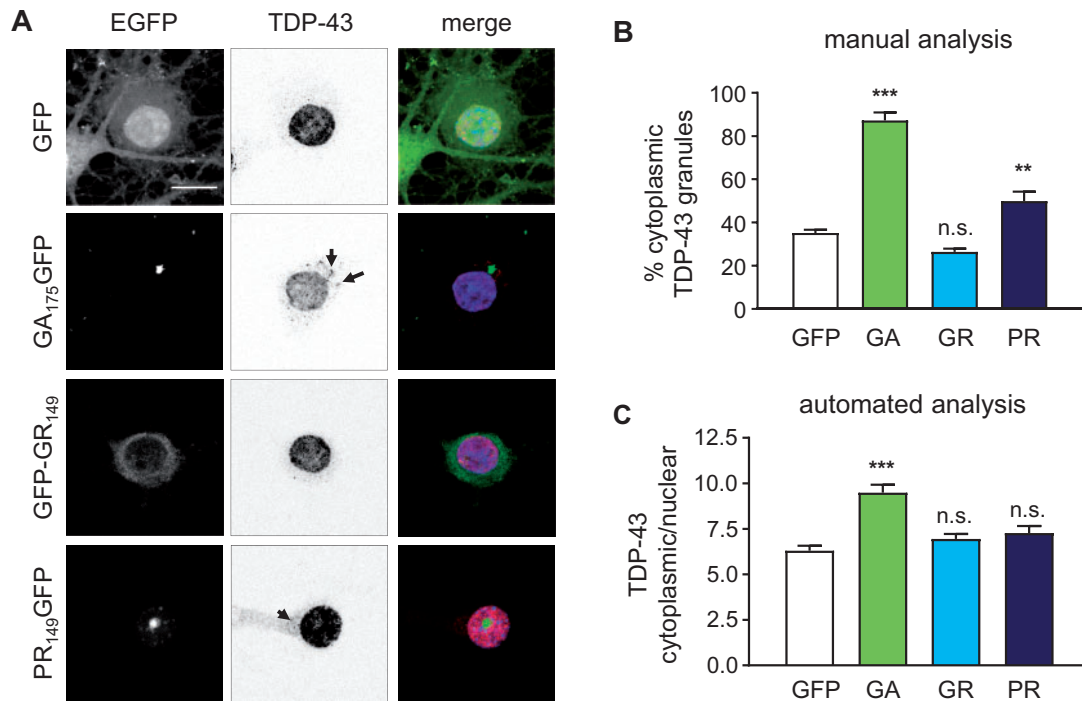 A
EGFP TDP-43 merge
GFP
GA175GFP
GFP-GR149
PR149GFP
B
manual analysis
% cytoplasmic
TDP-43 granules
100
80
60
40
20
0
***
n.s.
**
GFP GA GR PR
C
automated analysis
TDP-43
cytoplasmic/nuclear
12.5
10.0
7.5
5.0
2.5
0.0
***
n.s.
n.s.
GFP GA GR PR